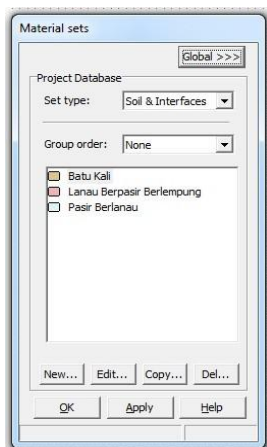 Material sets
Global >>>
Project Database
Set type: Soil & Interfaces
Group order: None
Batu Kali
Lanau Berpasir Berlempung
Pasir Berlanau
New... Edit... Copy... Del...
OK Apply Help